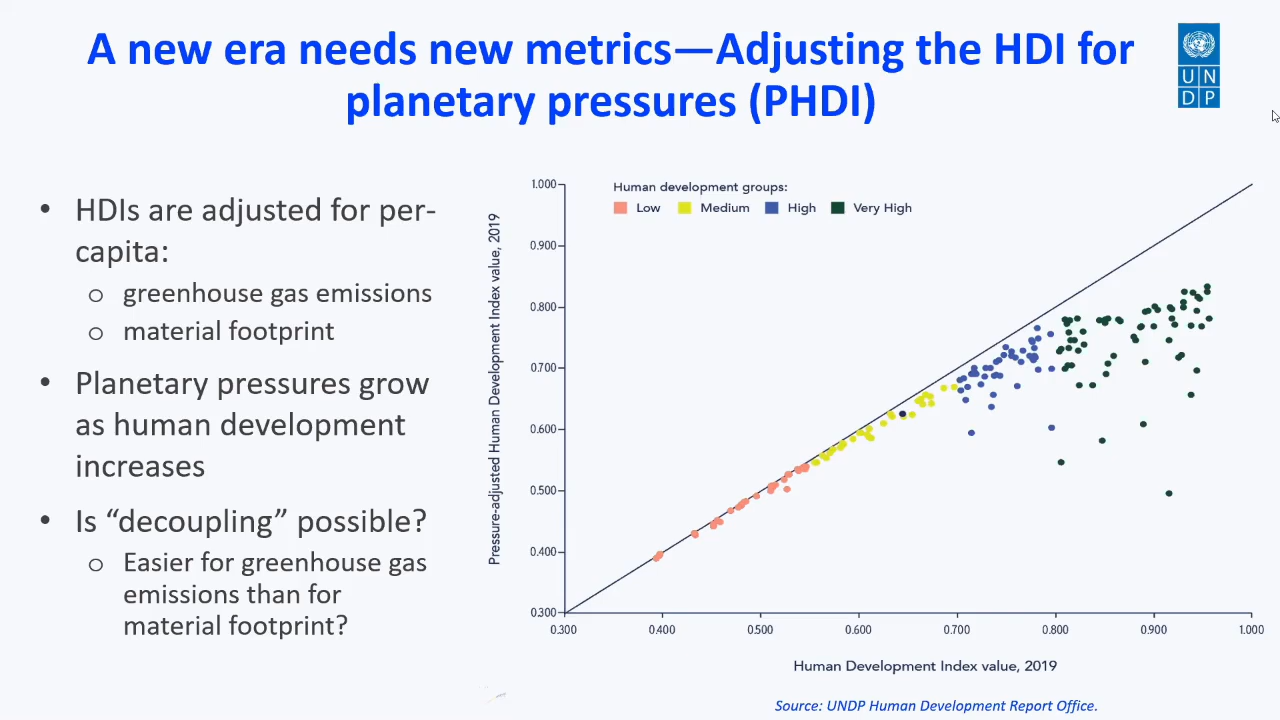 A new era needs new metrics—Adjusting the HDI for
planetary pressures (PHDI)
U N
D P
• HDIs are adjusted for per-
capita:
o greenhouse gas emissions
o material footprint
• Planetary pressures grow
as human development
increases
• Is “decoupling” possible?
o Easier for greenhouse gas
emissions than for
material footprint?
Human development groups:
Low Medium High Very High
Pressure-adjusted Human Development Index value, 2019
1.000
0.900
0.800
0.700
0.600
0.500
0.400
0.300
0.300 0.400 0.500 0.600 0.700 0.800 0.900 1.000
Human Development Index value, 2019
Source: UNDP Human Development Report Office.